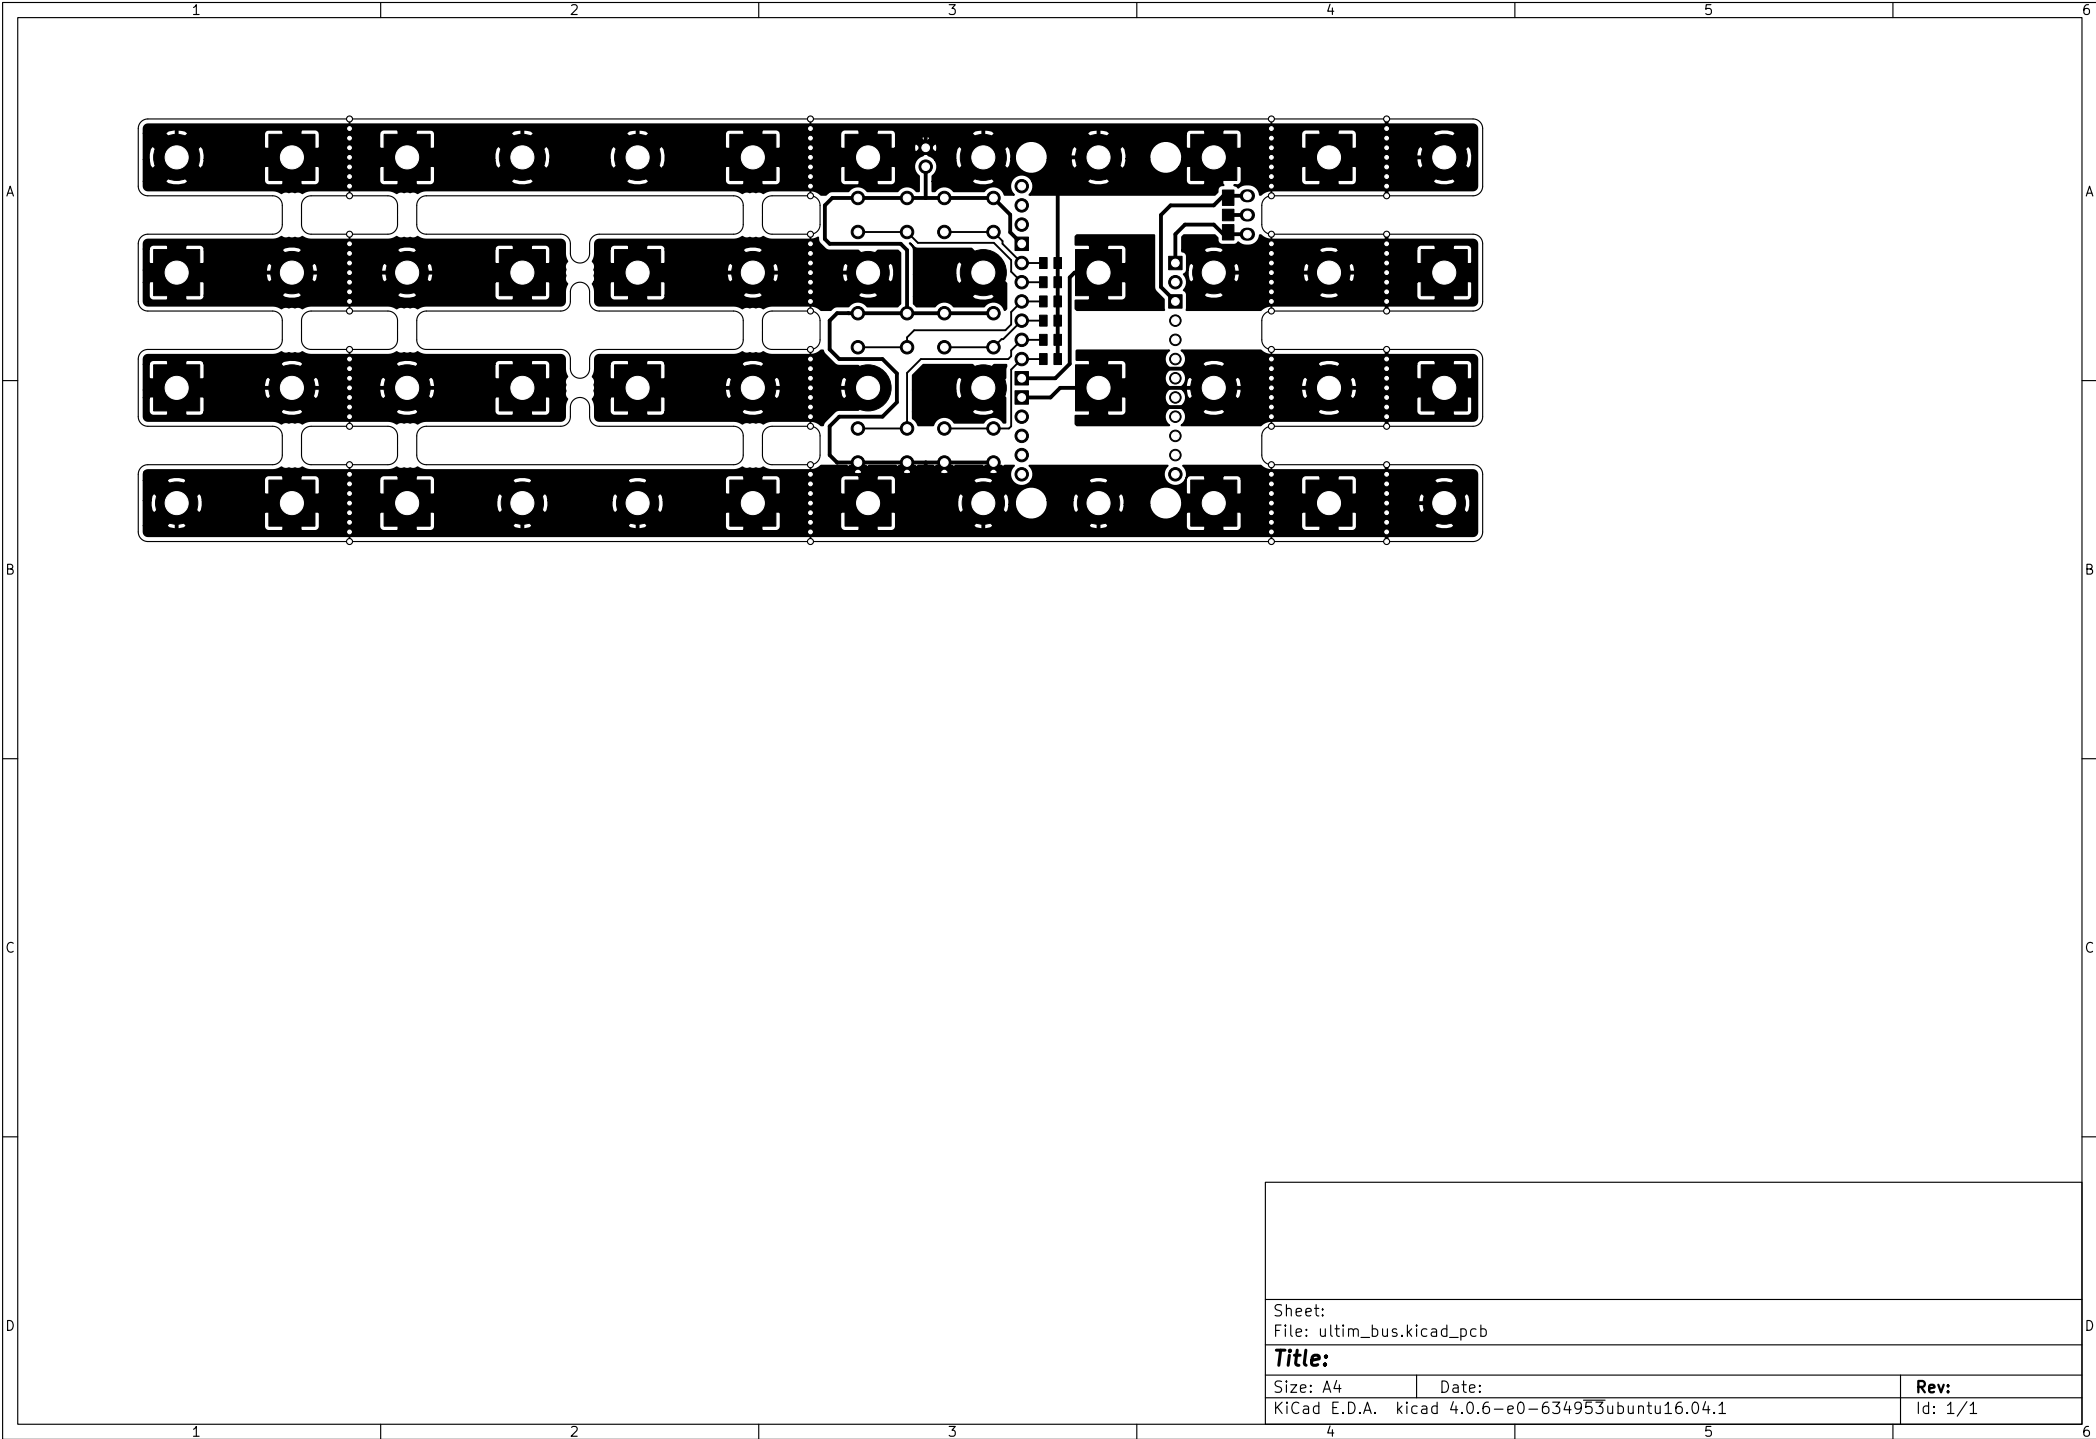 1 2 3 4 5 6
A A
B B
C C
D D
Sheet:
File: ultim_bus.kicad_pcb
Title:
Size: A4 Date: Rev:
KiCad E.D.A. kicad 4.0.6-e0-634953ubuntu16.04.1 Id: 1/1
1 2 3 4 5 6